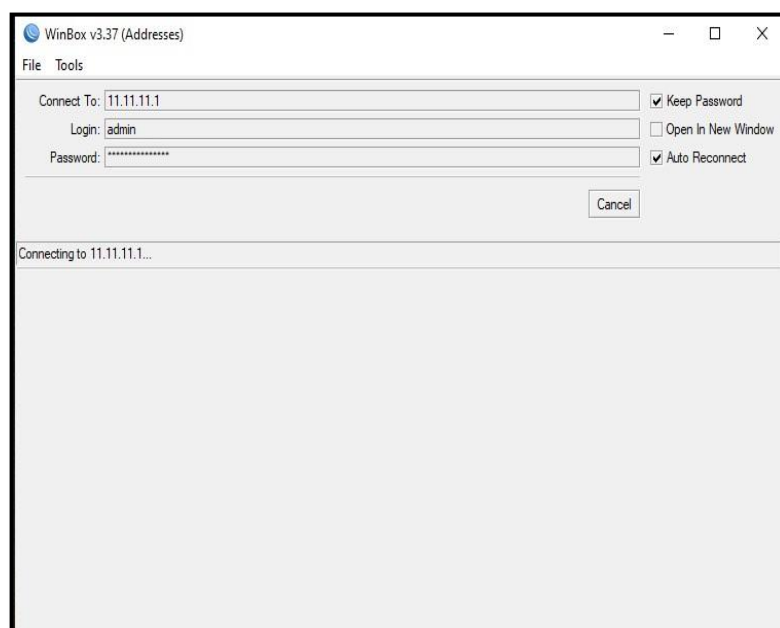 WinBox v3.37 (Addresses)
File Tools
Connect To: 11.11.11.1
Keep Password
Login: admin
Open In New Window
Password: ***************
Auto Reconnect
Cancel
Connecting to 11.11.11.1...